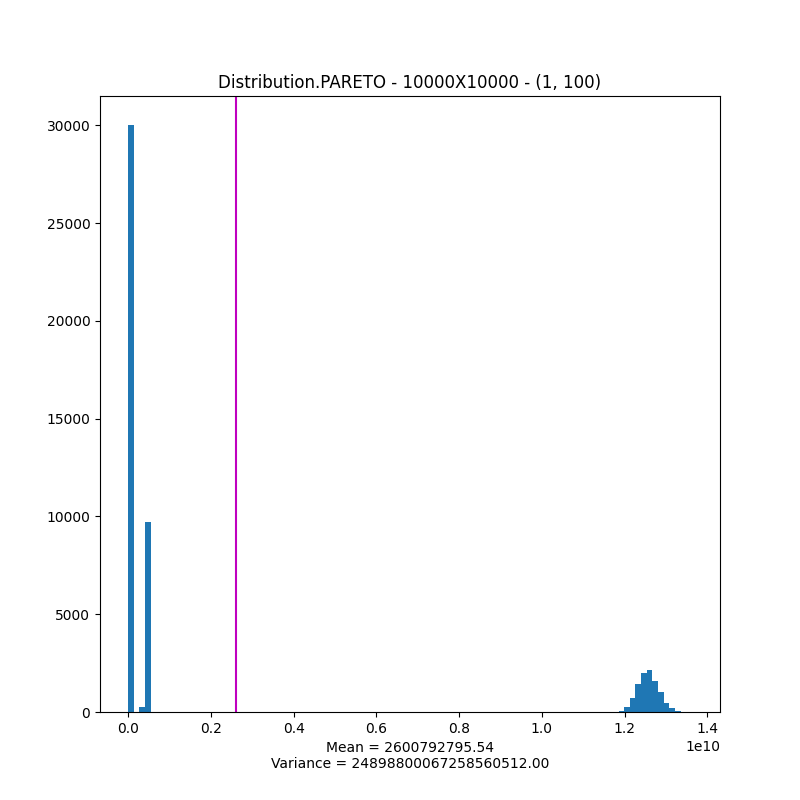 Distribution.PARETO - 10000X10000 - (1, 100)
30000
25000
20000
15000
10000
5000
0
0.0 0.2 0.4 0.6 0.8 1.0 1.2 1.4
1e10
Mean = 2600792795.54
Variance = 24898800067258560512.00